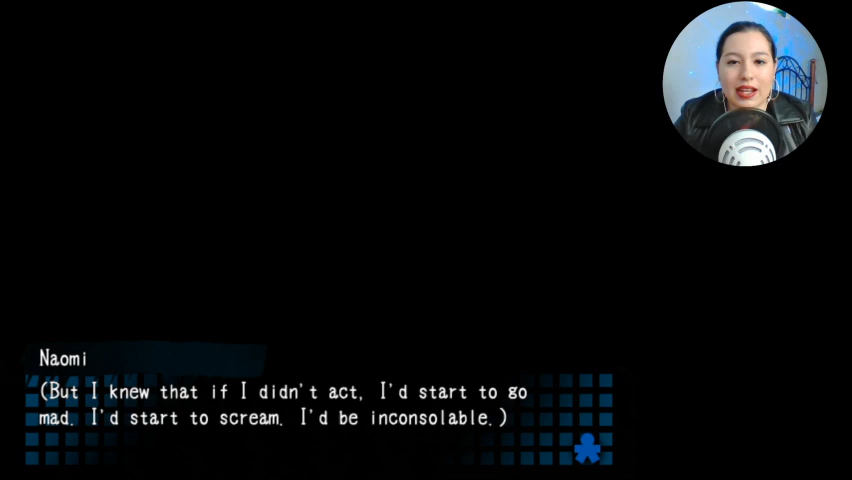 Naomi
(But I knew that if I didn't act, I'd start to go
mad. I'd start to scream. I'd be inconsolable.)